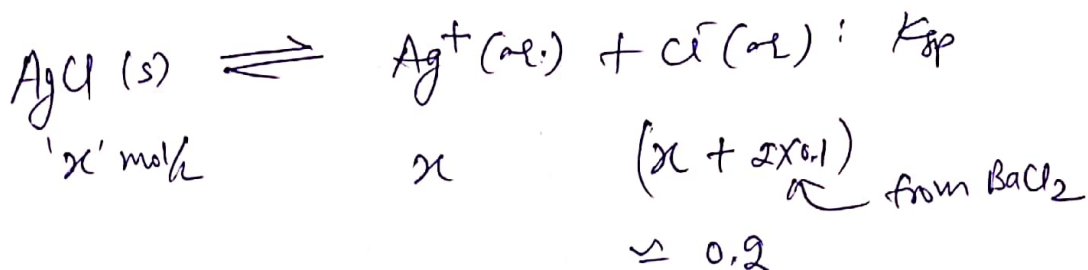 AgCl (s) ⇌ Ag⁺ (aq.) + Cl⁻ (aq) : Ksp
'x' mol/L x (x + 2×0.1) from BaCl₂
≃ 0.2